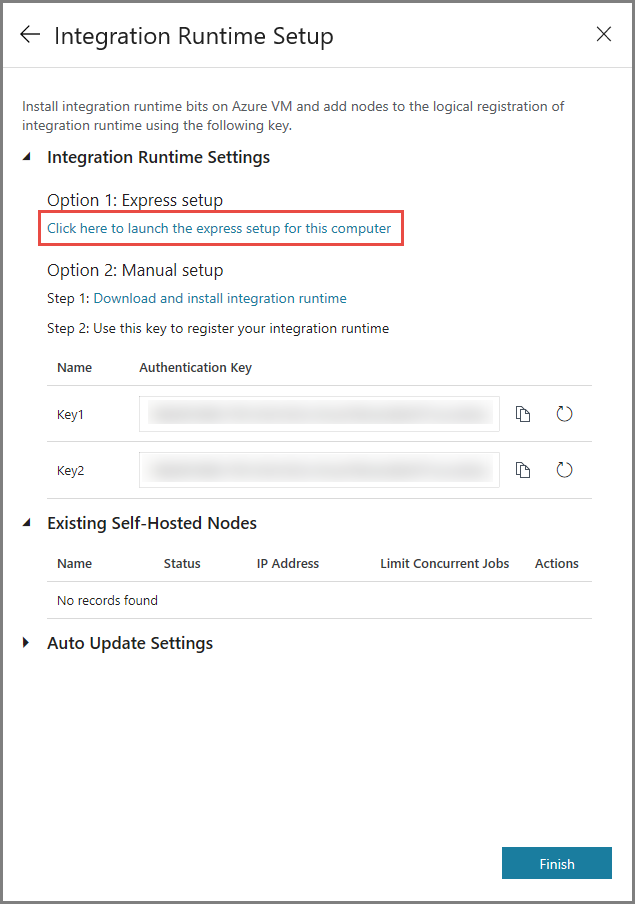 Integration Runtime Setup
Install integration runtime bits on Azure VM and add nodes to the logical registration of
integration runtime using the following key.
Integration Runtime Settings
Option 1: Express setup
Click here to launch the express setup for this computer
Option 2: Manual setup
Step 1: Download and install integration runtime
Step 2: Use this key to register your integration runtime
Name Authentication Key
Key1
Key2
Existing Self-Hosted Nodes
Name Status IP Address Limit Concurrent Jobs Actions
No records found
Auto Update Settings
Finish